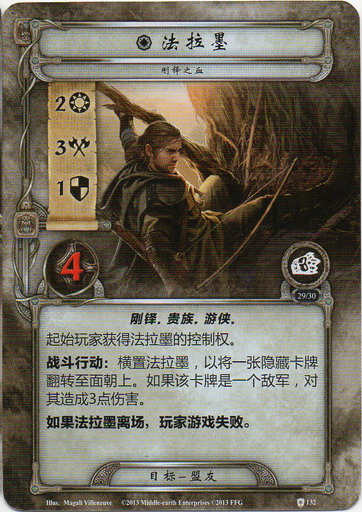 法拉墨
刚铎之血
2
3
1
4
29/30
刚铎. 贵族. 游侠.
起始玩家获得法拉墨的控制权。
战斗行动：横置法拉墨，以将一张隐藏卡牌
翻转至面朝上。如果该卡牌是一个敌军，对
其造成3点伤害。
如果法拉墨离场，玩家游戏失败。
目标–盟友
Illus. Magali Villeneuve ©2013 Middle-earth Enterprises ©2013 FFG 132